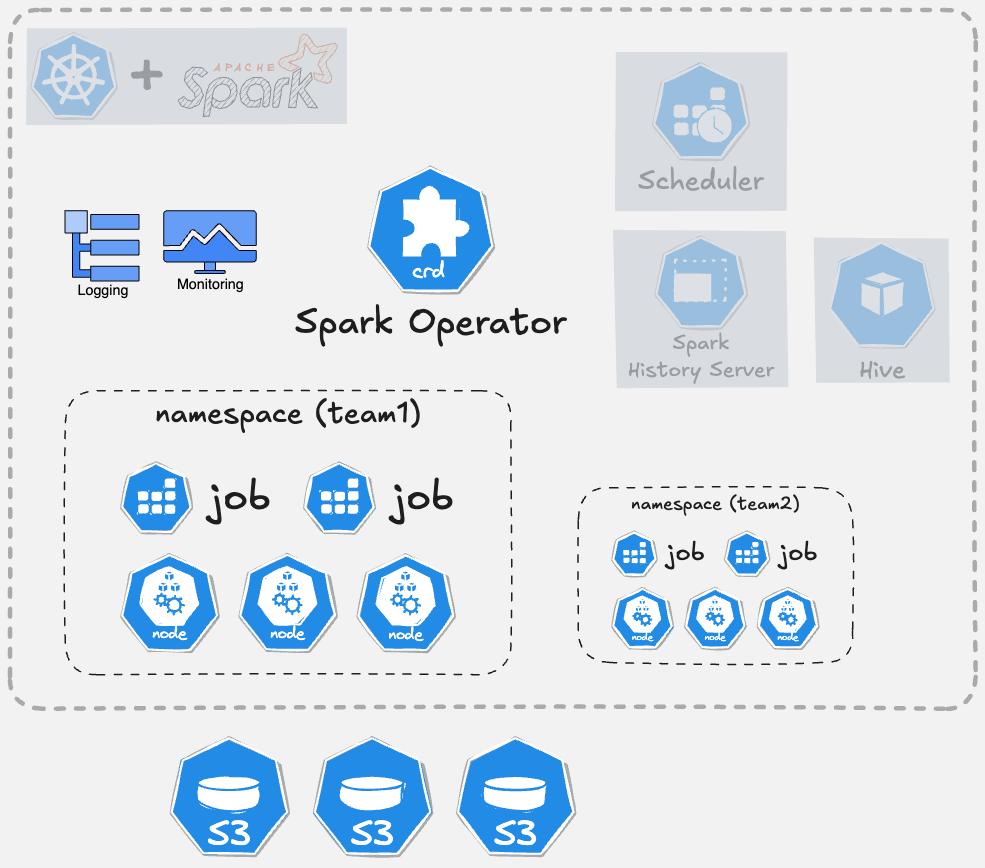 +
APACHE
Spark
Scheduler
crd
Spark Operator
Logging
Monitoring
Spark
History Server
Hive
namespace (team1)
job
job
node
node
node
namespace (team2)
job
job
node
node
node
S3
S3
S3